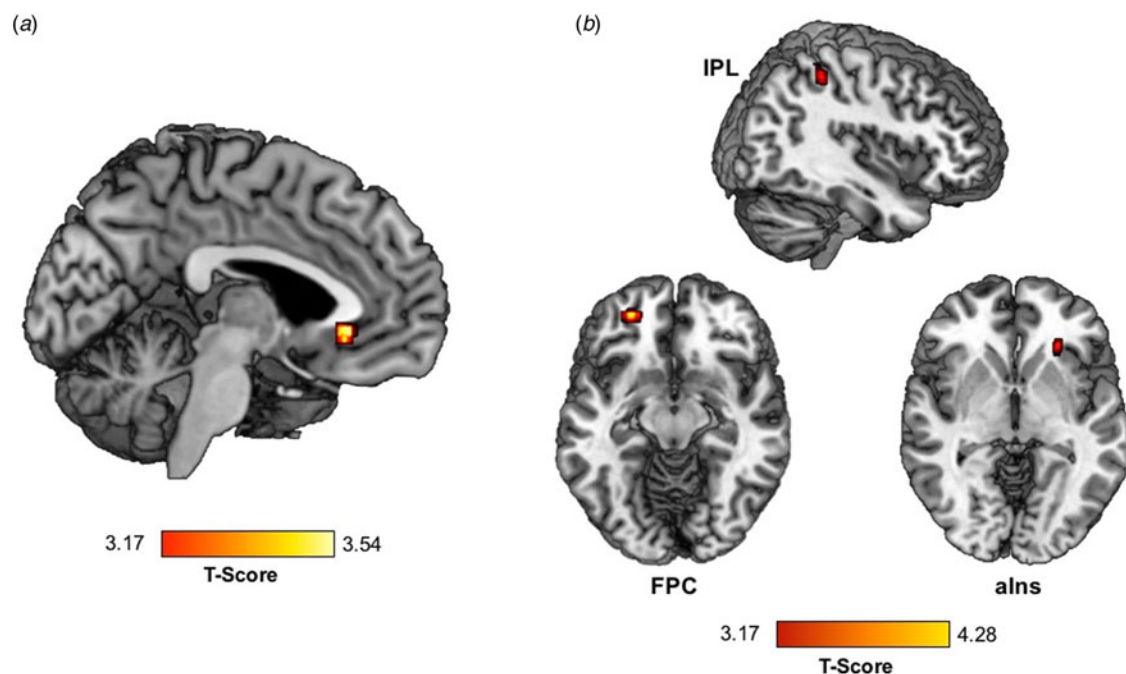 (a)
3.17 3.54
T-Score
(b)
IPL
FPC aIns
3.17 4.28
T-Score